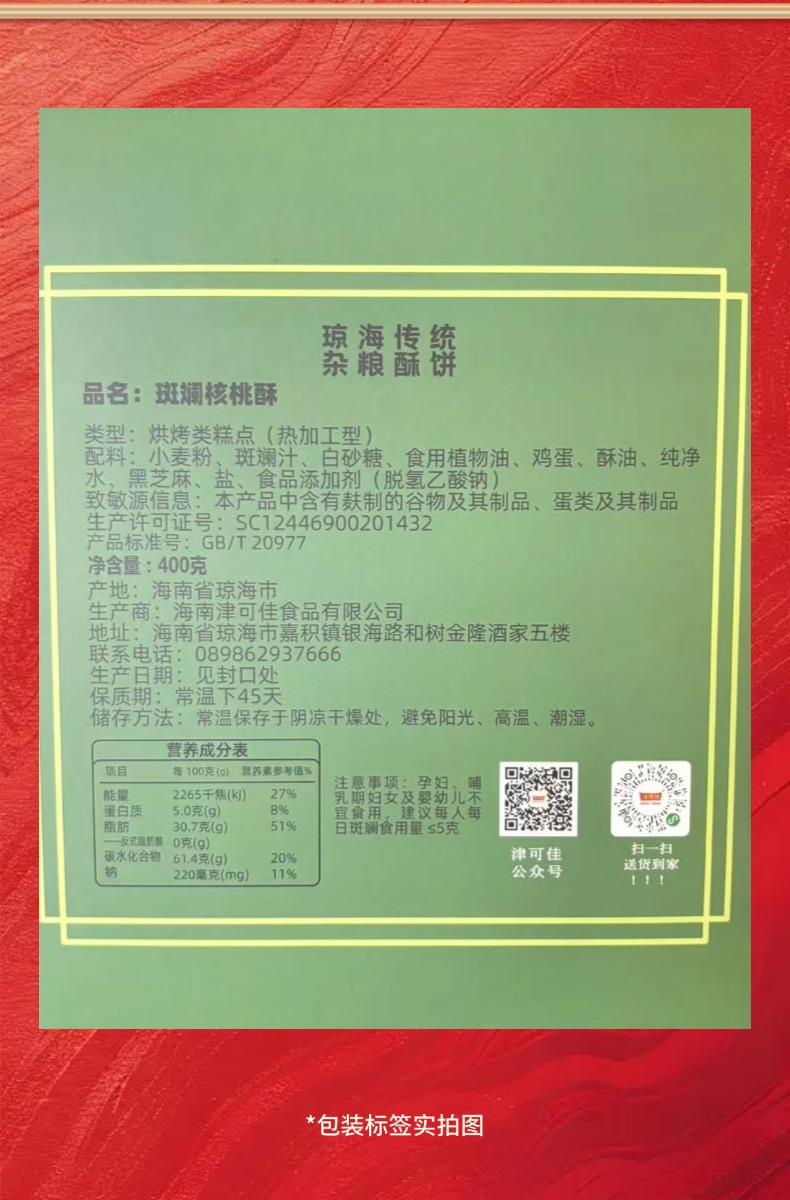 琼海传统
杂粮酥饼
品名：斑斓核桃酥
类型：烘烤类糕点（热加工型）
配料：小麦粉、斑斓汁、白砂糖、食用植物油、鸡蛋、酥油、纯净
水、黑芝麻、盐、食品添加剂（脱氢乙酸钠）
致敏源信息：本产品中含有麸制的谷物及其制品、蛋类及其制品
生产许可证号：SC12446900201432
产品标准号：GB/T 20977
净含量：400克
产地：海南省琼海市
生产商：海南津可佳食品有限公司
地址：海南省琼海市嘉积镇银海路和树金隆酒家五楼
联系电话：089862937666
生产日期：见封口处
保质期：常温下45天
储存方法：常温保存于阴凉干燥处，避免阳光、高温、潮湿。
营养成分表
项目 每100克(g) 营养素参考值%
能量 2265千焦(kJ) 27%
蛋白质 5.0克(g) 8%
脂肪 30.7克(g) 51%
——反式脂肪酸 0克(g)
碳水化合物 61.4克(g) 20%
钠 220毫克(mg) 11%
注意事项：孕妇、哺
乳期妇女及婴幼儿不
宜食用，建议每人每
日斑斓食用量 ≤5克
津可佳
公众号
扫一扫
送货到家
！！！
*包装标签实拍图